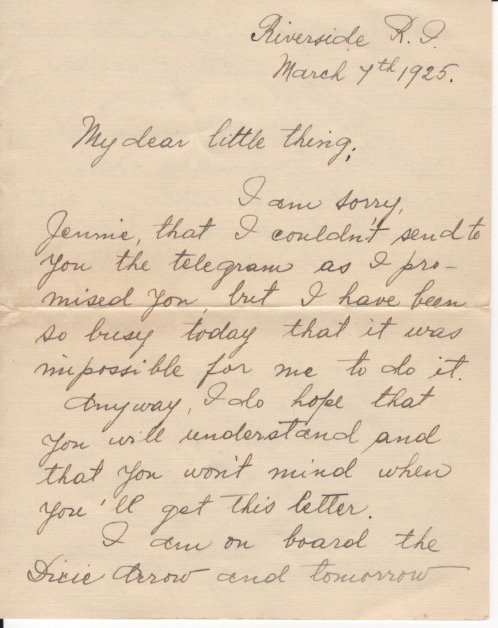 Riverside R.I.
March 7th 1925.
My dear little thing;
I am sorry,
Jennie, that I couldn't send to
you the telegram as I pro-
mised you, but I have been
so busy today that it was
impossible for me to do it.
Anyway, I do hope that
you will understand and
that you won't mind when
you'll get this letter.
I am on board the
Dixie Arrow and tomorrow